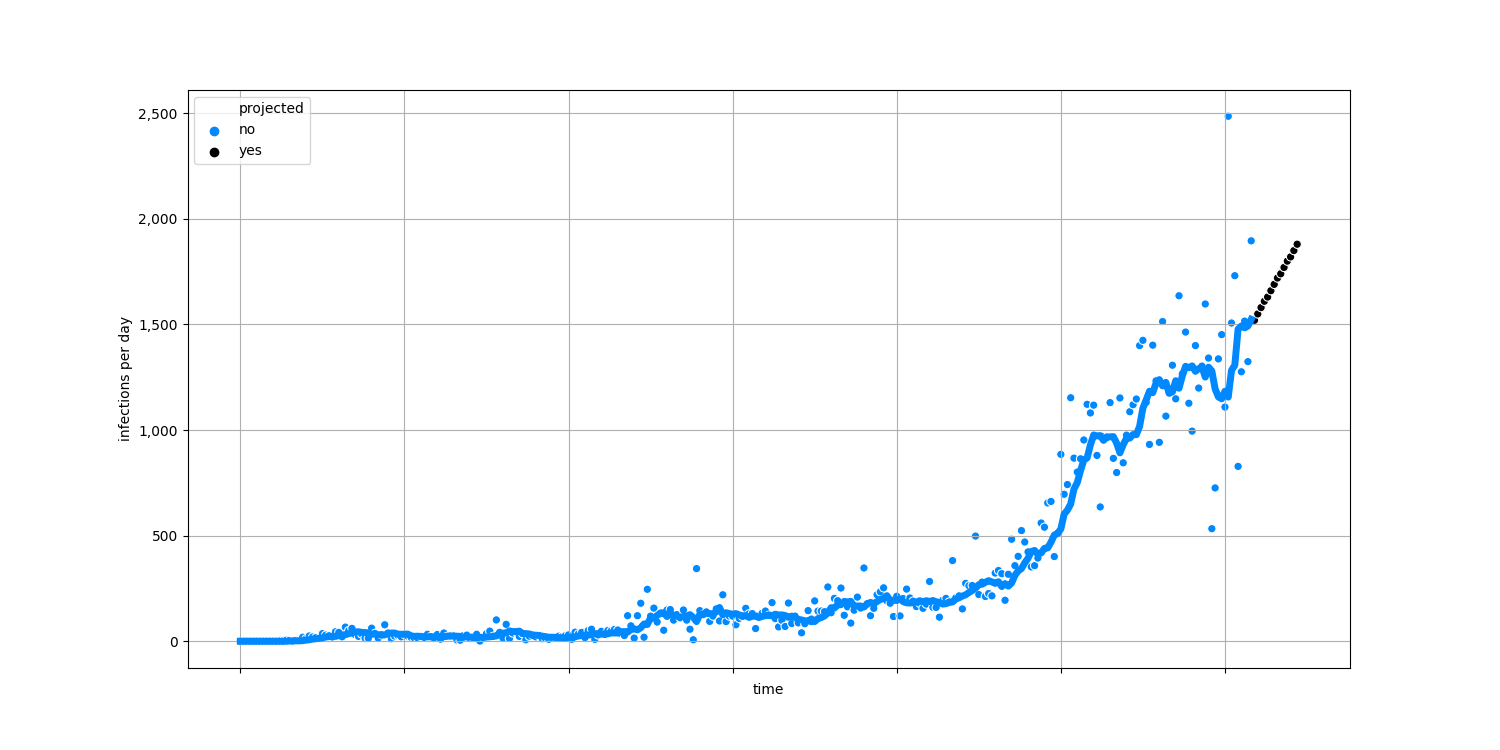 projected
no
yes
2,500
2,000
1,500
1,000
500
0
infections per day
time